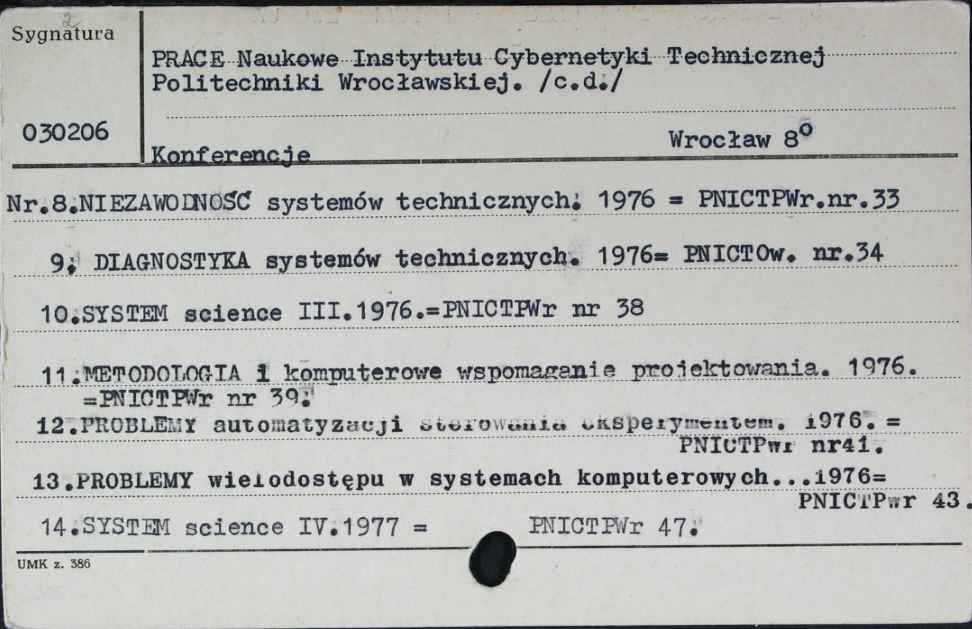 Sygnatura
PRACE Naukowe Instytutu Cybernetyki Technicznej
Politechniki Wrocławskiej. /c.d./
030206
Wrocław 8o
Konferencje
Nr.8.NIEZAWODNOŚĆ systemów technicznych. 1976 = PNICTPWr.nr.33
9. DIAGNOSTYKA systemów technicznych. 1976= PNICTOw. nr.34
10.SYSTEM science III.1976.=PNICTPWr nr 38
11.METODOLOGIA i komputerowe wspomaganie projektowania. 1976.
=PNICTPWr nr 39.
12.PROBLEMY automatyzacji sterowania eksperymentem. 1976. =
PNICTPwr nr41.
13.PROBLEMY wielodostępu w systemach komputerowych...1976=
PNICTPwr 43.
14.SYSTEM science IV.1977 = PNICTPWr 47.
UMK z. 386